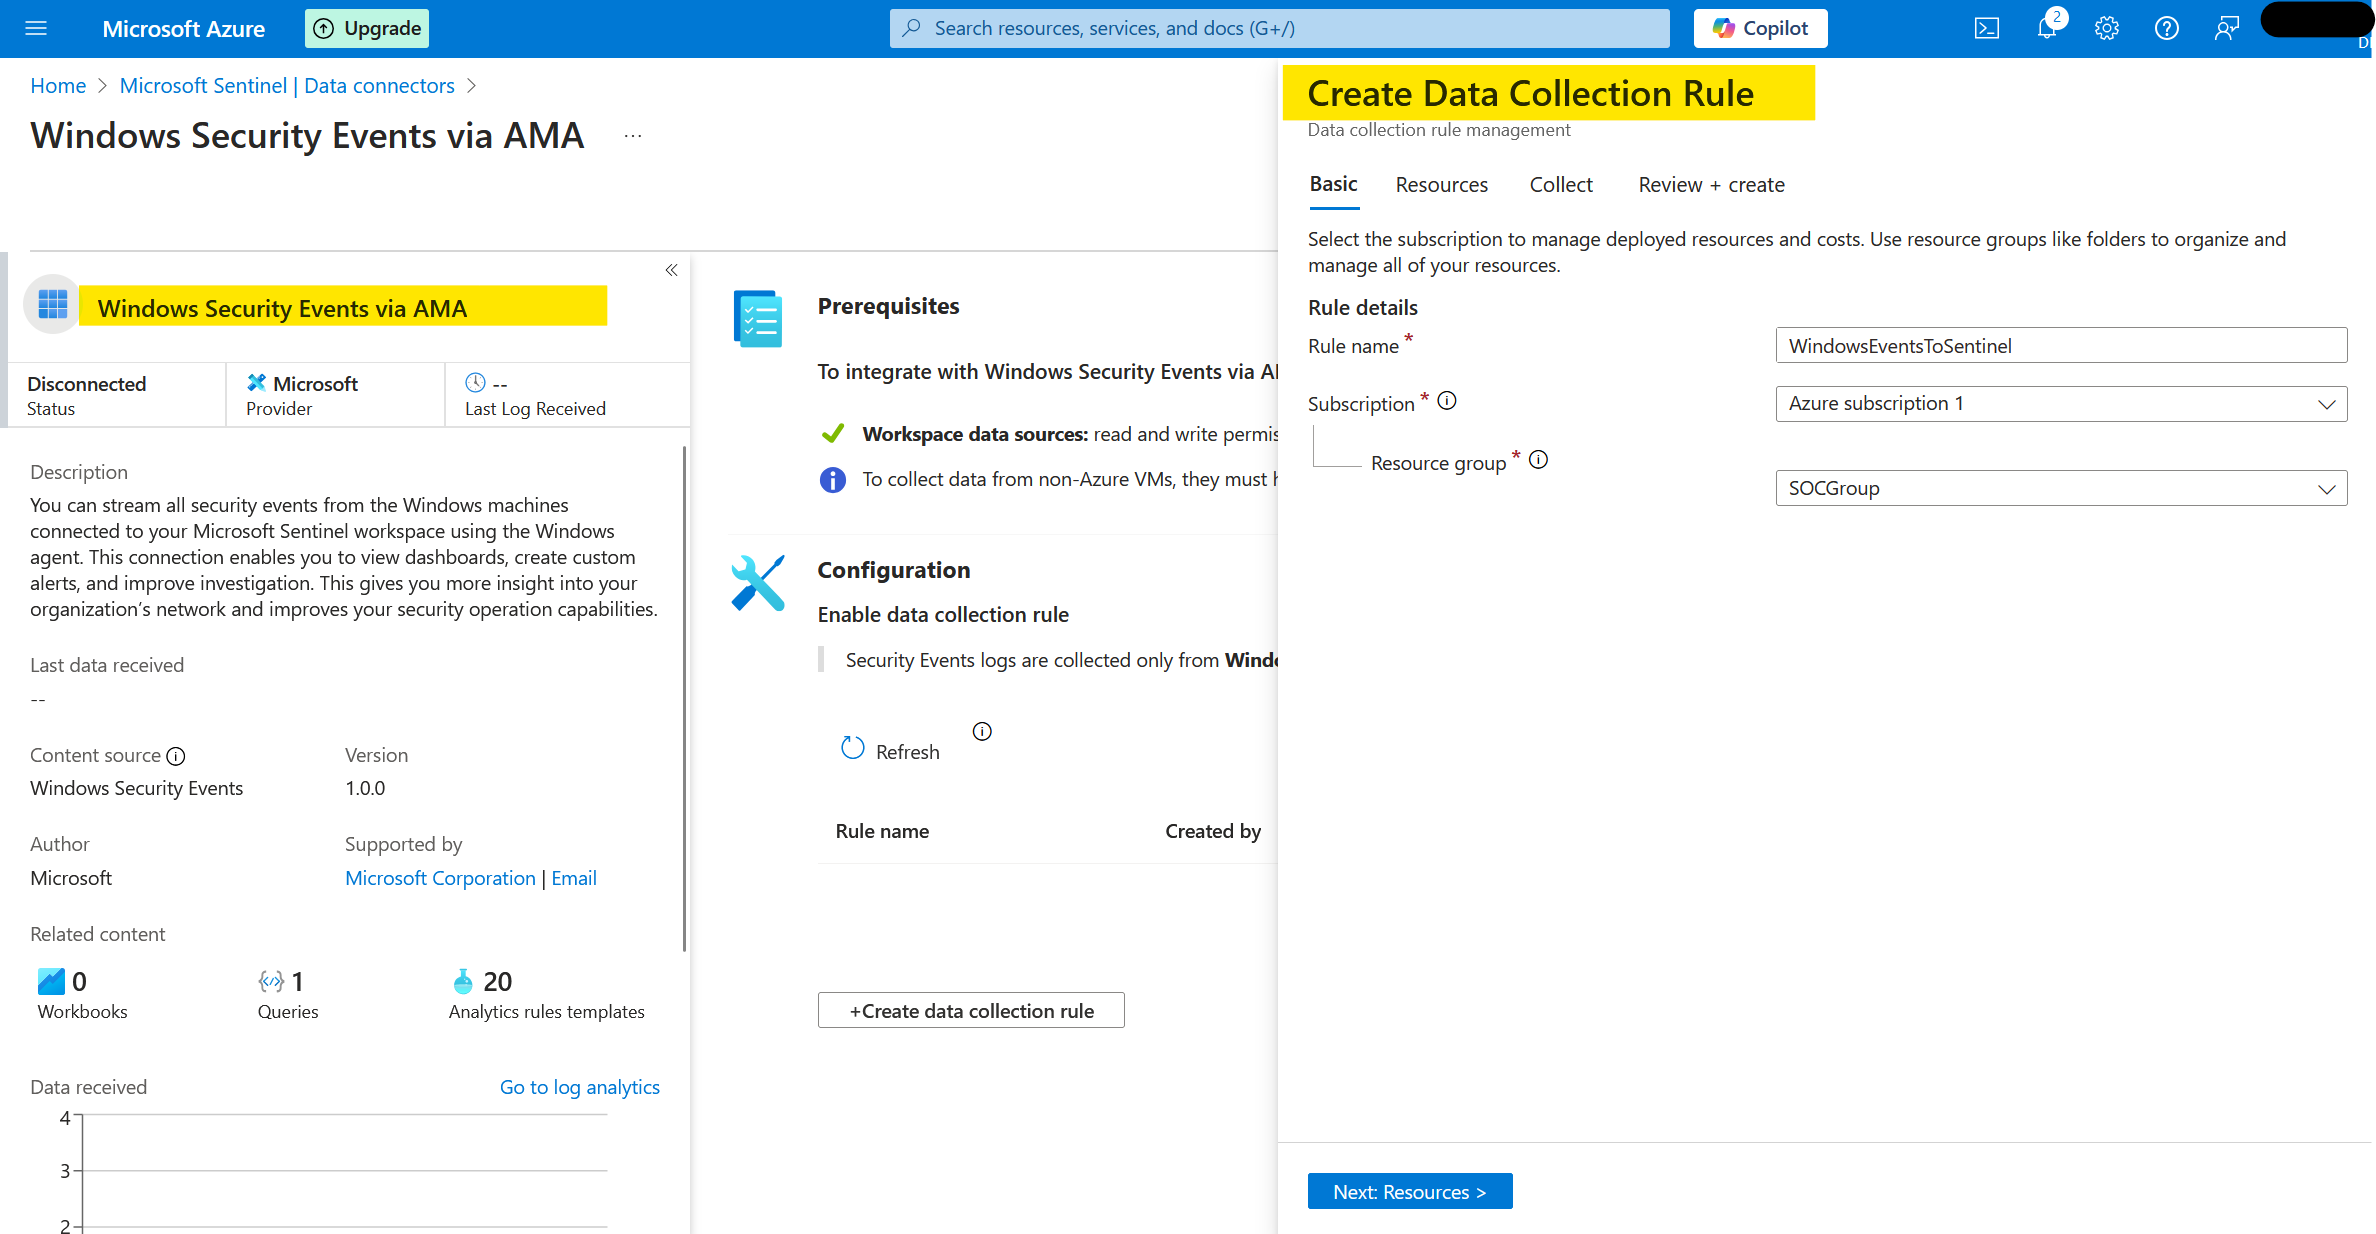 Microsoft Azure
Upgrade
Search resources, services, and docs (G+/)
Copilot
2
Home > Microsoft Sentinel | Data connectors >
Windows Security Events via AMA ...
Windows Security Events via AMA
Disconnected
Status
Microsoft
Provider
--
Last Log Received
Description
You can stream all security events from the Windows machines
connected to your Microsoft Sentinel workspace using the Windows
agent. This connection enables you to view dashboards, create custom
alerts, and improve investigation. This gives you more insight into your
organization’s network and improves your security operation capabilities.
Last data received
--
Content source
Windows Security Events
Version
1.0.0
Author
Microsoft
Supported by
Microsoft Corporation | Email
Related content
0
Workbooks
1
Queries
20
Analytics rules templates
Data received
Go to log analytics
4
3
2
Prerequisites
To integrate with Windows Security Events via
Workspace data sources: read and write
To collect data from non-Azure VMs, they must
Configuration
Enable data collection rule
Security Events logs are collected only from
Refresh
Rule name
Created by
+Create data collection rule
Create Data Collection Rule
Data collection rule management
Basic
Resources
Collect
Review + create
Select the subscription to manage deployed resources and costs. Use resource groups like folders to organize and
manage all of your resources.
Rule details
Rule name *
WindowsEventsToSentinel
Subscription *
Azure subscription 1
Resource group *
SOCGroup
Next: Resources >